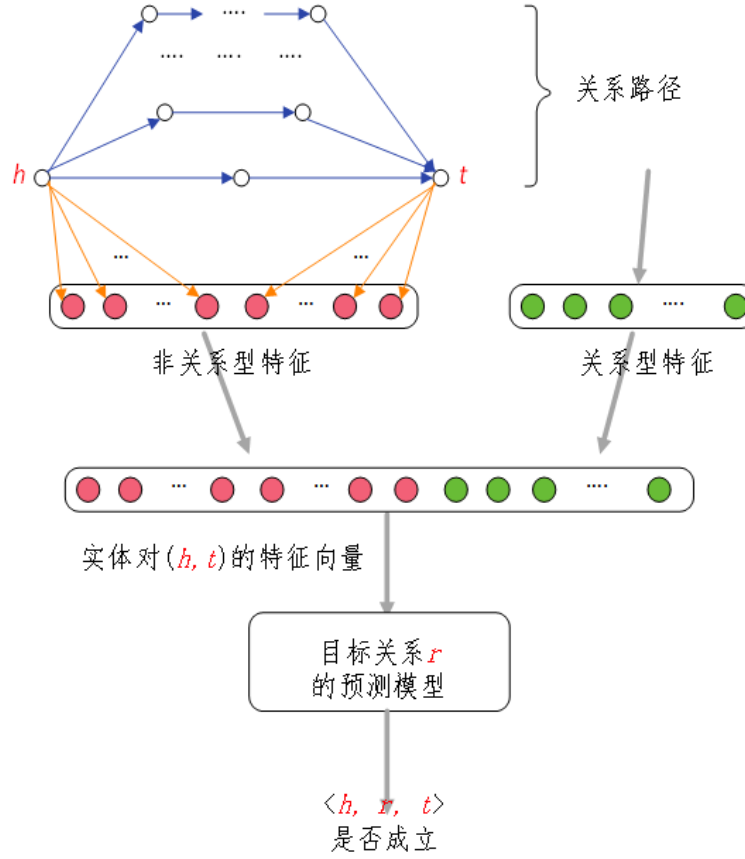 ....
.... .... ....
关系路径
h
t
... ...
... ... ....
非关系型特征
关系型特征
... ... ....
实体对(h, t)的特征向量
目标关系r
的预测模型
<h, r, t>
是否成立